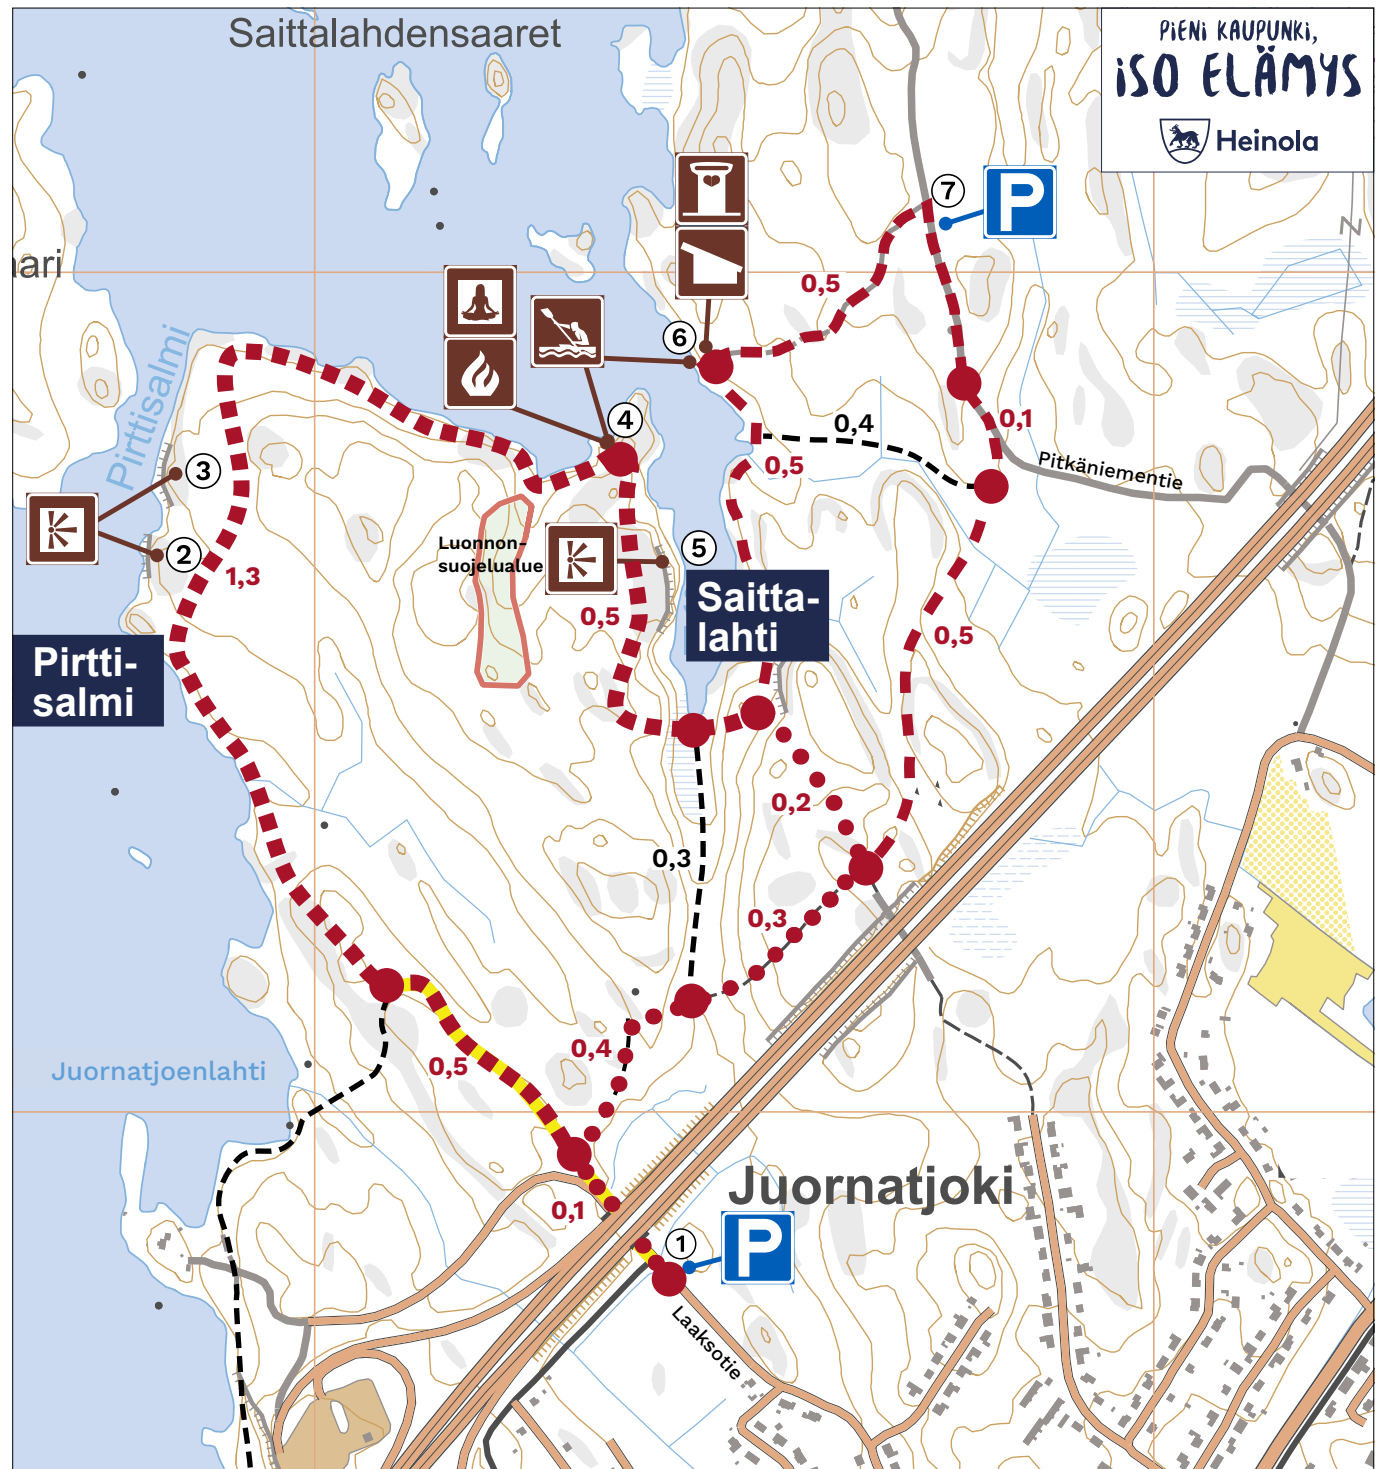 Saittalahdensaaret
PIENI KAUPUNKI,
ISO ELÄMYS
Heinola
7
P
aari
0,5
6
Pirttisalmi
4
0,1
0,4
0,5
Pitkäniementie
3
2
Luonnon-
suojelualue
5
1,3
Saitta-
lahti
0,5
0,5
Pirtti-
salmi
0,2
0,3
0,3
0,4
0,5
Juornatjoenlahti
Juornatjoki
0,1
1
P
Laaksotie
Z